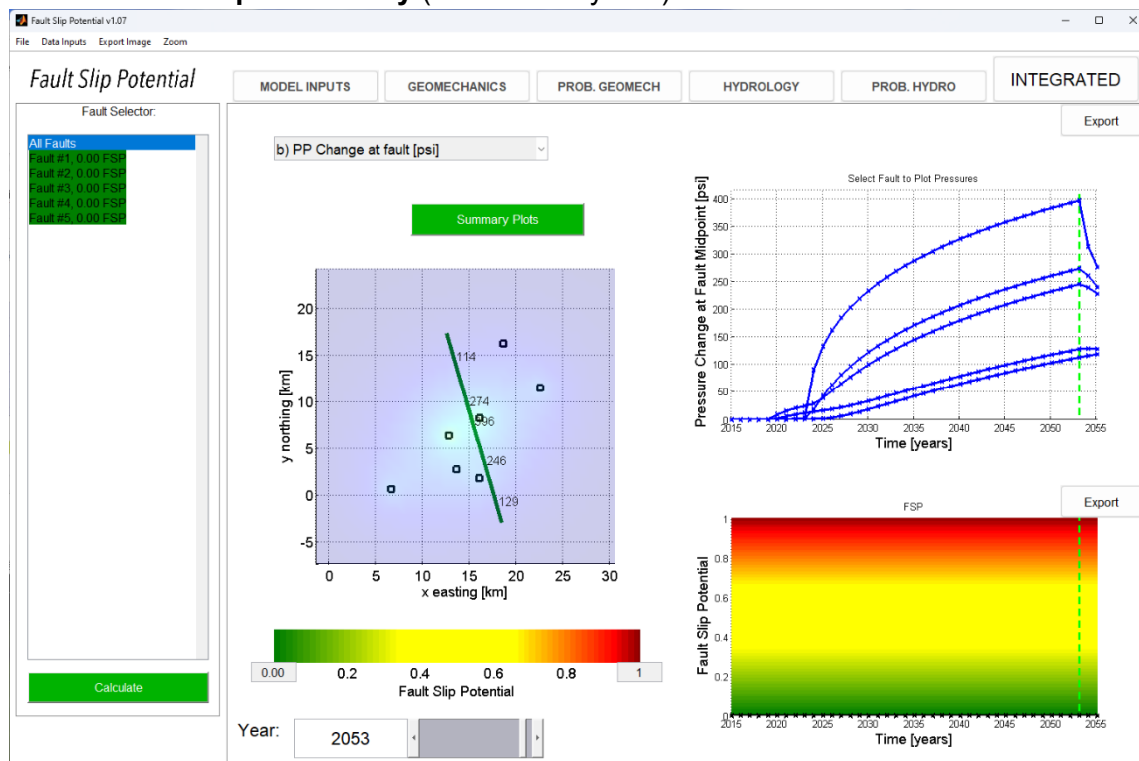 Fault Slip Potential v1.07
File Data Inputs Export Image Zoom
Fault Slip Potential
MODEL INPUTS
GEOMECHANICS
PROB. GEOMECH
HYDROLOGY
PROB. HYDRO
INTEGRATED
Fault Selector:
All Faults
Fault #1, 0.00 FSP
Fault #2, 0.00 FSP
Fault #3, 0.00 FSP
Fault #4, 0.00 FSP
Fault #5, 0.00 FSP
Calculate
b) PP Change at fault [psi]
Summary Plots
20
15
10
5
0
-5
y northing [km]
114
274
246
129
0 5 10 15 20 25 30
x easting [km]
0.00 0.2 0.4 0.6 0.8 1
Fault Slip Potential
Year:
2053
Export
Select Fault to Plot Pressures
Pressure Change at Fault Midpoint [psi]
400
350
300
250
200
150
100
50
0
2015 2020 2025 2030 2035 2040 2045 2050 2055
Time [years]
Export
FSP
Fault Slip Potential
1
0.8
0.6
0.4
0.2
0
2015 2020 2025 2030 2035 2040 2045 2050 2055
Time [years]